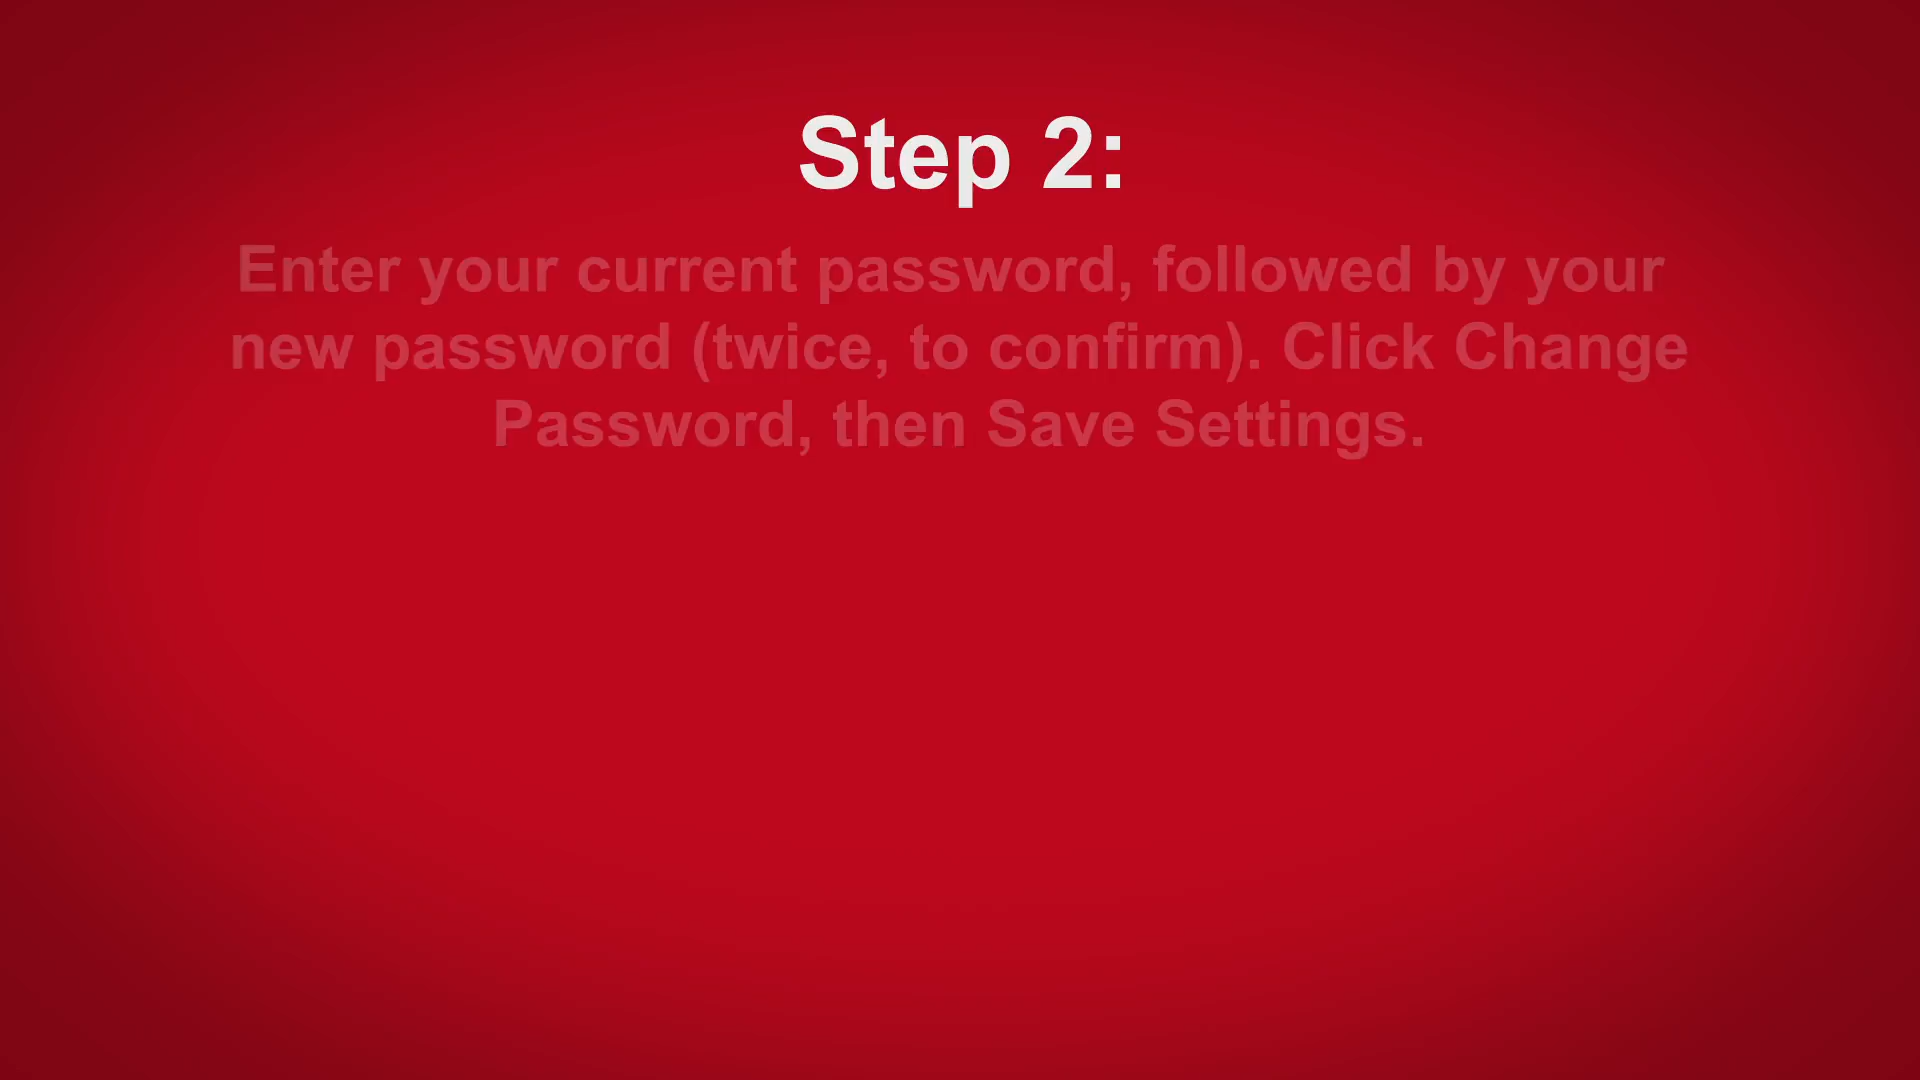 Step 2:
Enter your current password, followed by your
new password (twice, to confirm). Click Change
Password, then Save Settings.